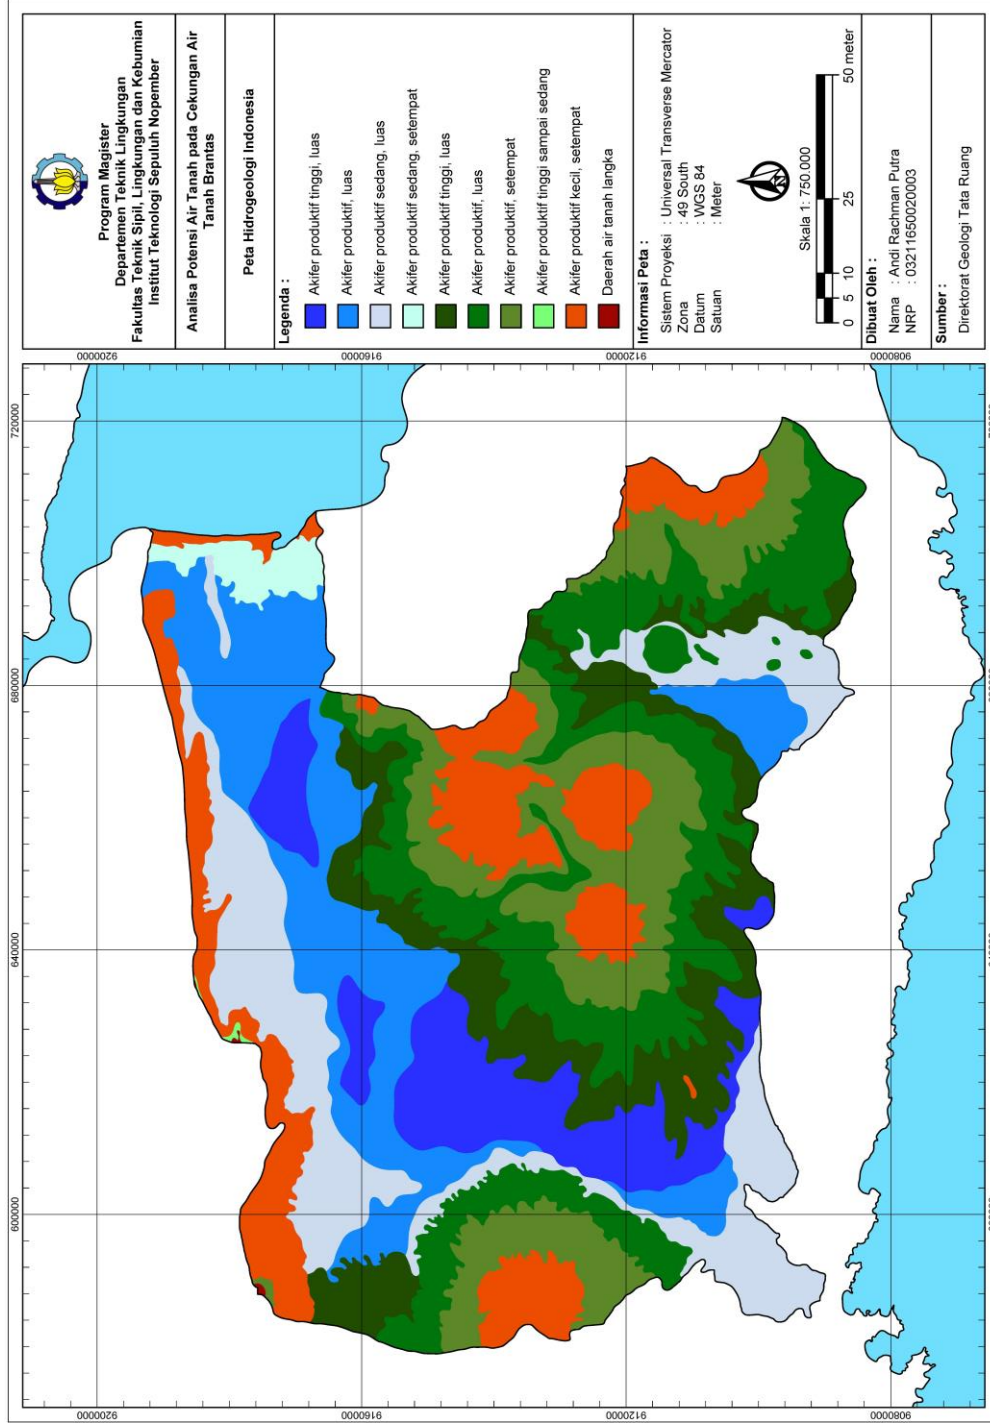 600000
640000
680000
720000
9200000
9200000
9160000
9160000
9120000
9120000
9080000
9080000
Program Magister
Departemen Teknik Lingkungan
Fakultas Teknik Sipil, Lingkungan dan Kebumian
Institut Teknologi Sepuluh Nopember
Analisa Potensi Air Tanah pada Cekungan Air
Tanah Brantas
Peta Hidrogeologi Indonesia
Legenda :
Akifer produktif tinggi, luas
Akifer produktif, luas
Akifer produktif sedang, luas
Akifer produktif sedang, setempat
Akifer produktif tinggi, luas
Akifer produktif, luas
Akifer produktif, setempat
Akifer produktif tinggi sampai sedang
Akifer produktif kecil, setempat
Daerah air tanah langka
Informasi Peta :
Sistem Proyeksi : Universal Transverse Mercator
Zona : 49 South
Datum : WGS 84
Satuan : Meter
N
Skala 1: 750.000
0 5 10 25 50 meter
Dibuat Oleh :
Nama : Andi Rachman Putra
NRP : 03211650020003
Sumber :
Direktorat Geologi Tata Ruang